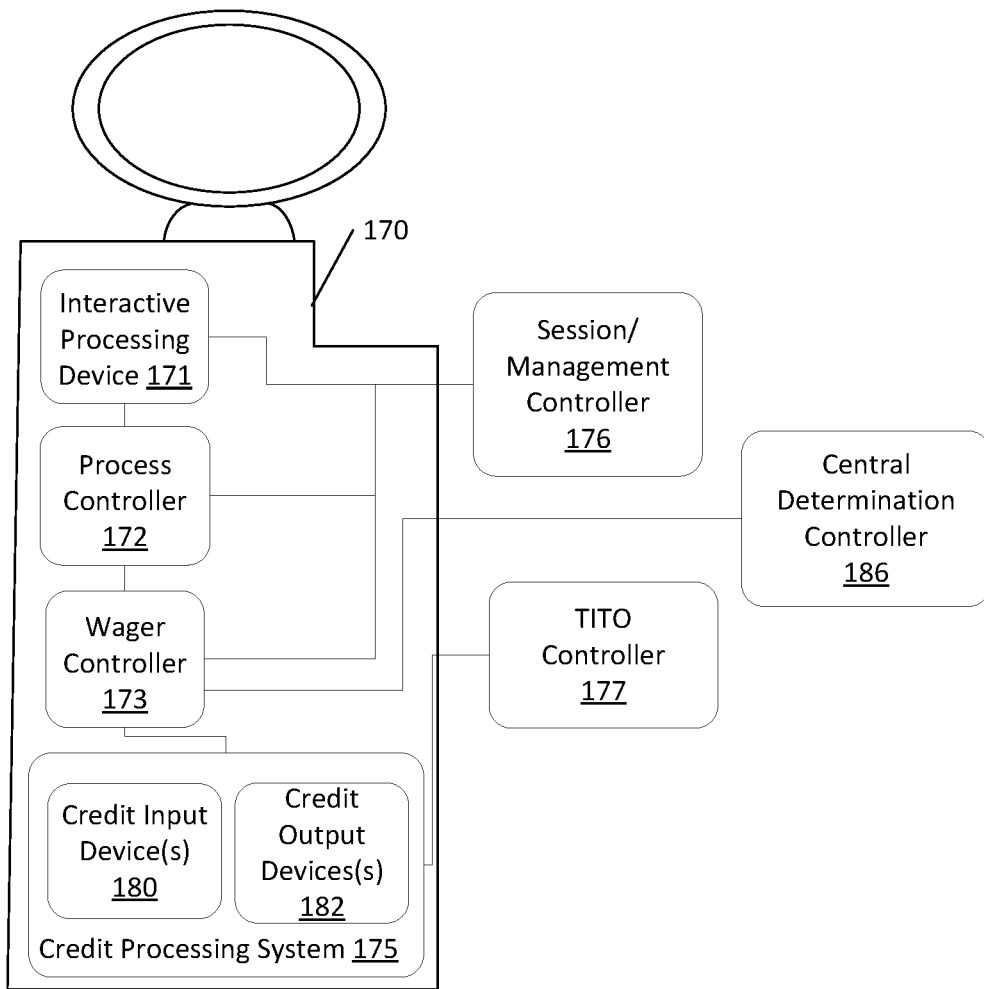 170
Interactive
Processing
Device 171
Session/
Management
Controller
176
Process
Controller
172
Central
Determination
Controller
186
Wager
Controller
173
TITO
Controller
177
Credit Input
Device(s)
180
Credit
Output
Devices(s)
182
Credit Processing System 175